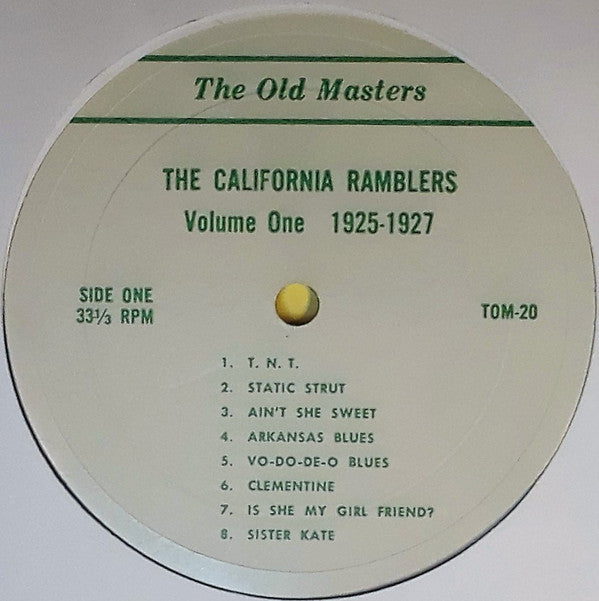 The Old Masters
THE CALIFORNIA RAMBLERS
Volume One 1925-1927
SIDE ONE
33⅓ RPM
TOM-20
1. T. N. T.
2. STATIC STRUT
3. AIN'T SHE SWEET
4. ARKANSAS BLUES
5. VO-DO-DE-O BLUES
6. CLEMENTINE
7. IS SHE MY GIRL FRIEND?
8. SISTER KATE